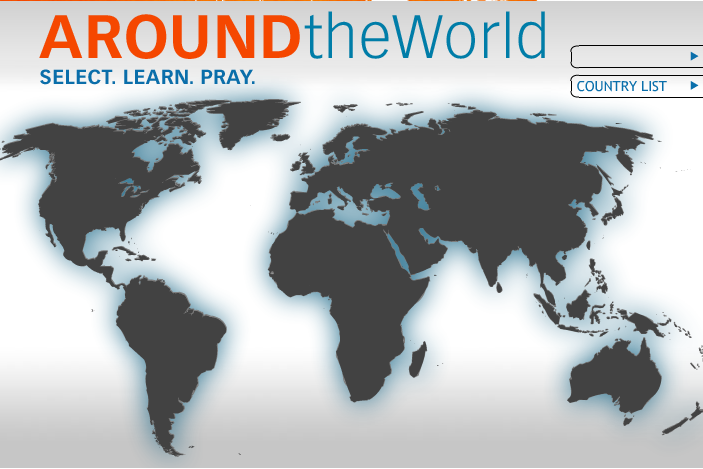 AROUNDtheWorld
SELECT. LEARN. PRAY.
COUNTRY LIST